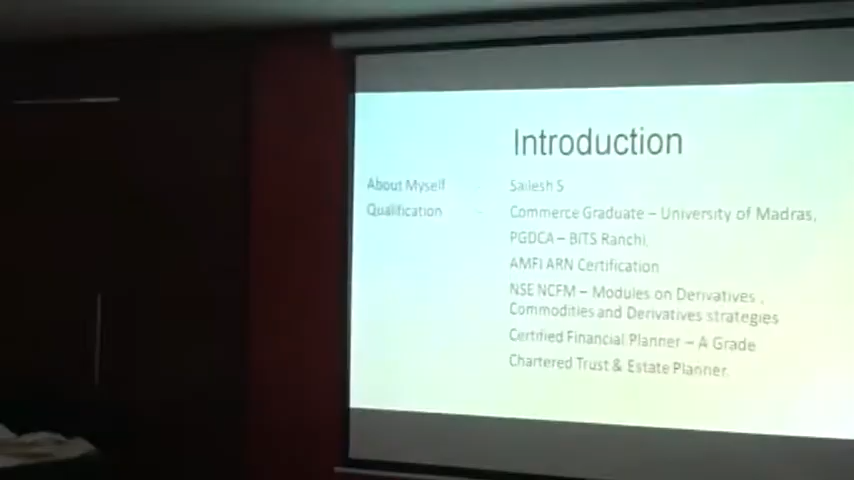 Introduction
About Myself - Sailesh S
Qualification - Commerce Graduate – University of Madras,
PGDCA – BITS Ranchi,
AMFI ARN Certification
NSE NCFM – Modules on Derivatives ,
Commodities and Derivatives strategies
Certified Financial Planner – A Grade
Chartered Trust & Estate Planner.